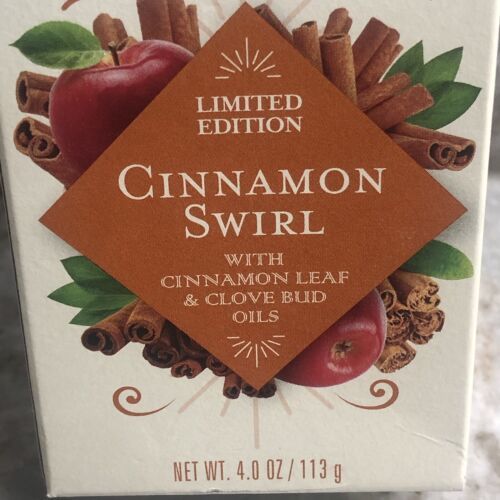 LIMITED
EDITION
CINNAMON
SWIRL
WITH
CINNAMON LEAF
& CLOVE BUD
OILS
NET WT. 4.0 OZ / 113 g